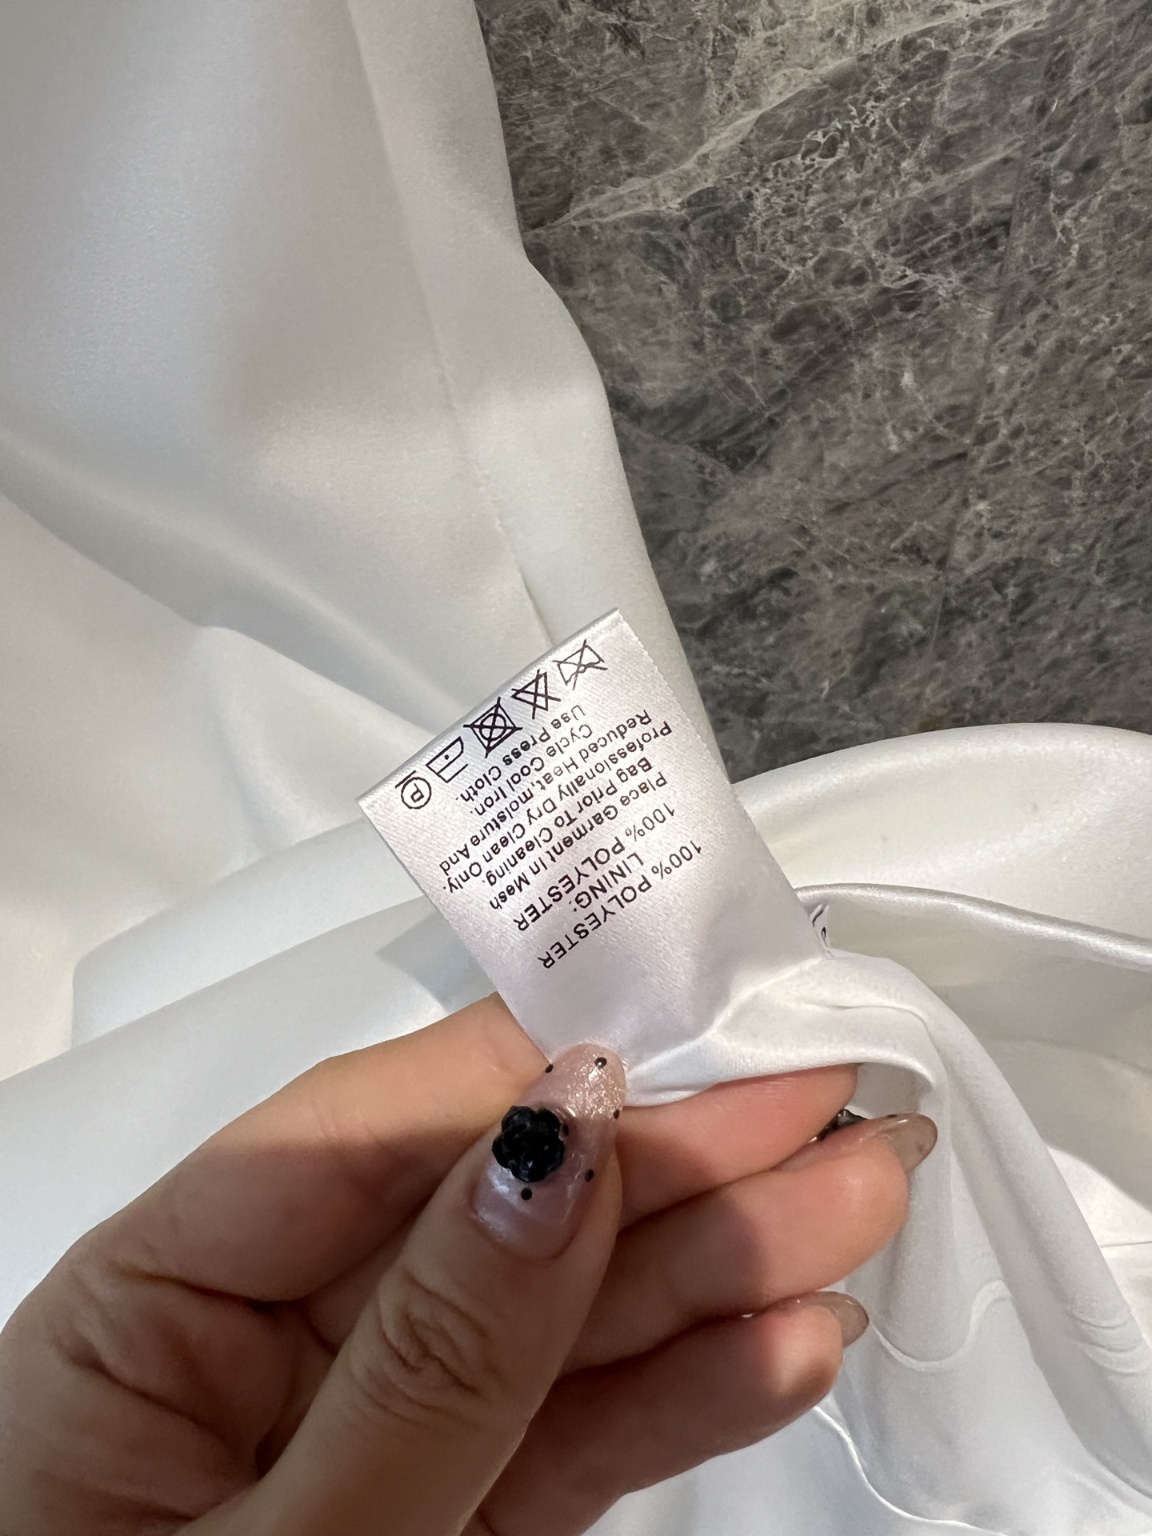 100% POLYESTER
LINING:
100% POLYESTER
Place Garment In Mesh
Bag Prior To Cleaning.
Professionally Dry Clean Only.
Reduced Heat, moisture And
Cycle Cool Iron.
Use Press Cloth.
P